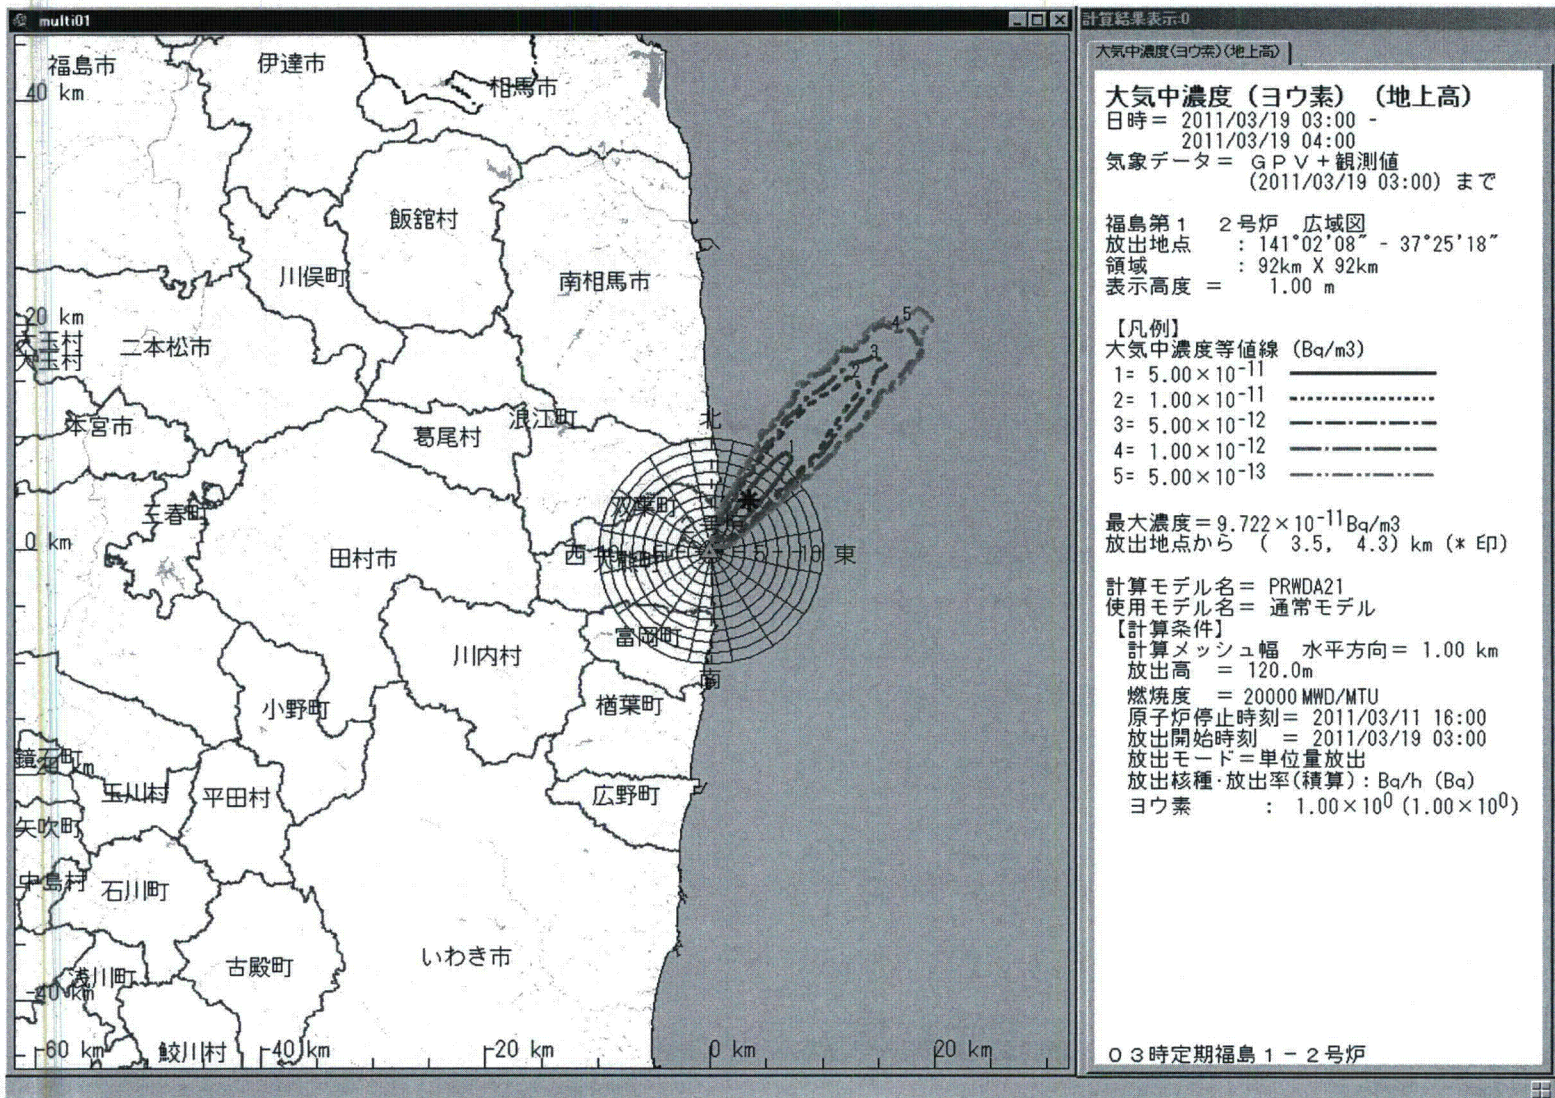 multi01
福島市
伊達市
相馬市
40 km
飯舘村
川俣町
南相馬市
20 km
大玉村
大玉村
二本松市
5
4
3
2
1
本宮市
葛尾村
浪江町
北
三春町
双葉町
0 km
田村市
西
東
大熊町
富岡町
川内村
南
小野町
楢葉町
鏡石町
玉川村
平田村
広野町
矢吹町
中島村
石川町
いわき市
古殿町
浅川町
-40 km
鮫川村
-60 km
-40 km
-20 km
0 km
20 km
計算結果表示:0
大気中濃度(ヨウ素)(地上高)
大気中濃度（ヨウ素）（地上高）
日時＝ 2011/03/19 03:00 -
2011/03/19 04:00
気象データ＝ ＧＰＶ＋観測値
(2011/03/19 03:00) まで
福島第１ ２号炉 広域図
放出地点 : 141°02'08" - 37°25'18"
領域 : 92km X 92km
表示高度 ＝ 1.00 m
【凡例】
大気中濃度等値線 (Bq/m3)
1= 5.00×10⁻¹¹
2= 1.00×10⁻¹¹
3= 5.00×10⁻¹²
4= 1.00×10⁻¹²
5= 5.00×10⁻¹³
最大濃度＝9.722×10⁻¹¹Bq/m3
放出地点から ( 3.5, 4.3) km (* 印)
計算モデル名＝ PRWDA21
使用モデル名＝ 通常モデル
【計算条件】
計算メッシュ幅 水平方向＝ 1.00 km
放出高 ＝ 120.0m
燃焼度 ＝ 20000MWD/MTU
原子炉停止時刻＝ 2011/03/11 16:00
放出開始時刻 ＝ 2011/03/19 03:00
放出モード＝単位量放出
放出核種・放出率(積算) : Bq/h (Bq)
ヨウ素 : 1.00×10⁰ (1.00×10⁰)
０３時定期福島１－２号炉